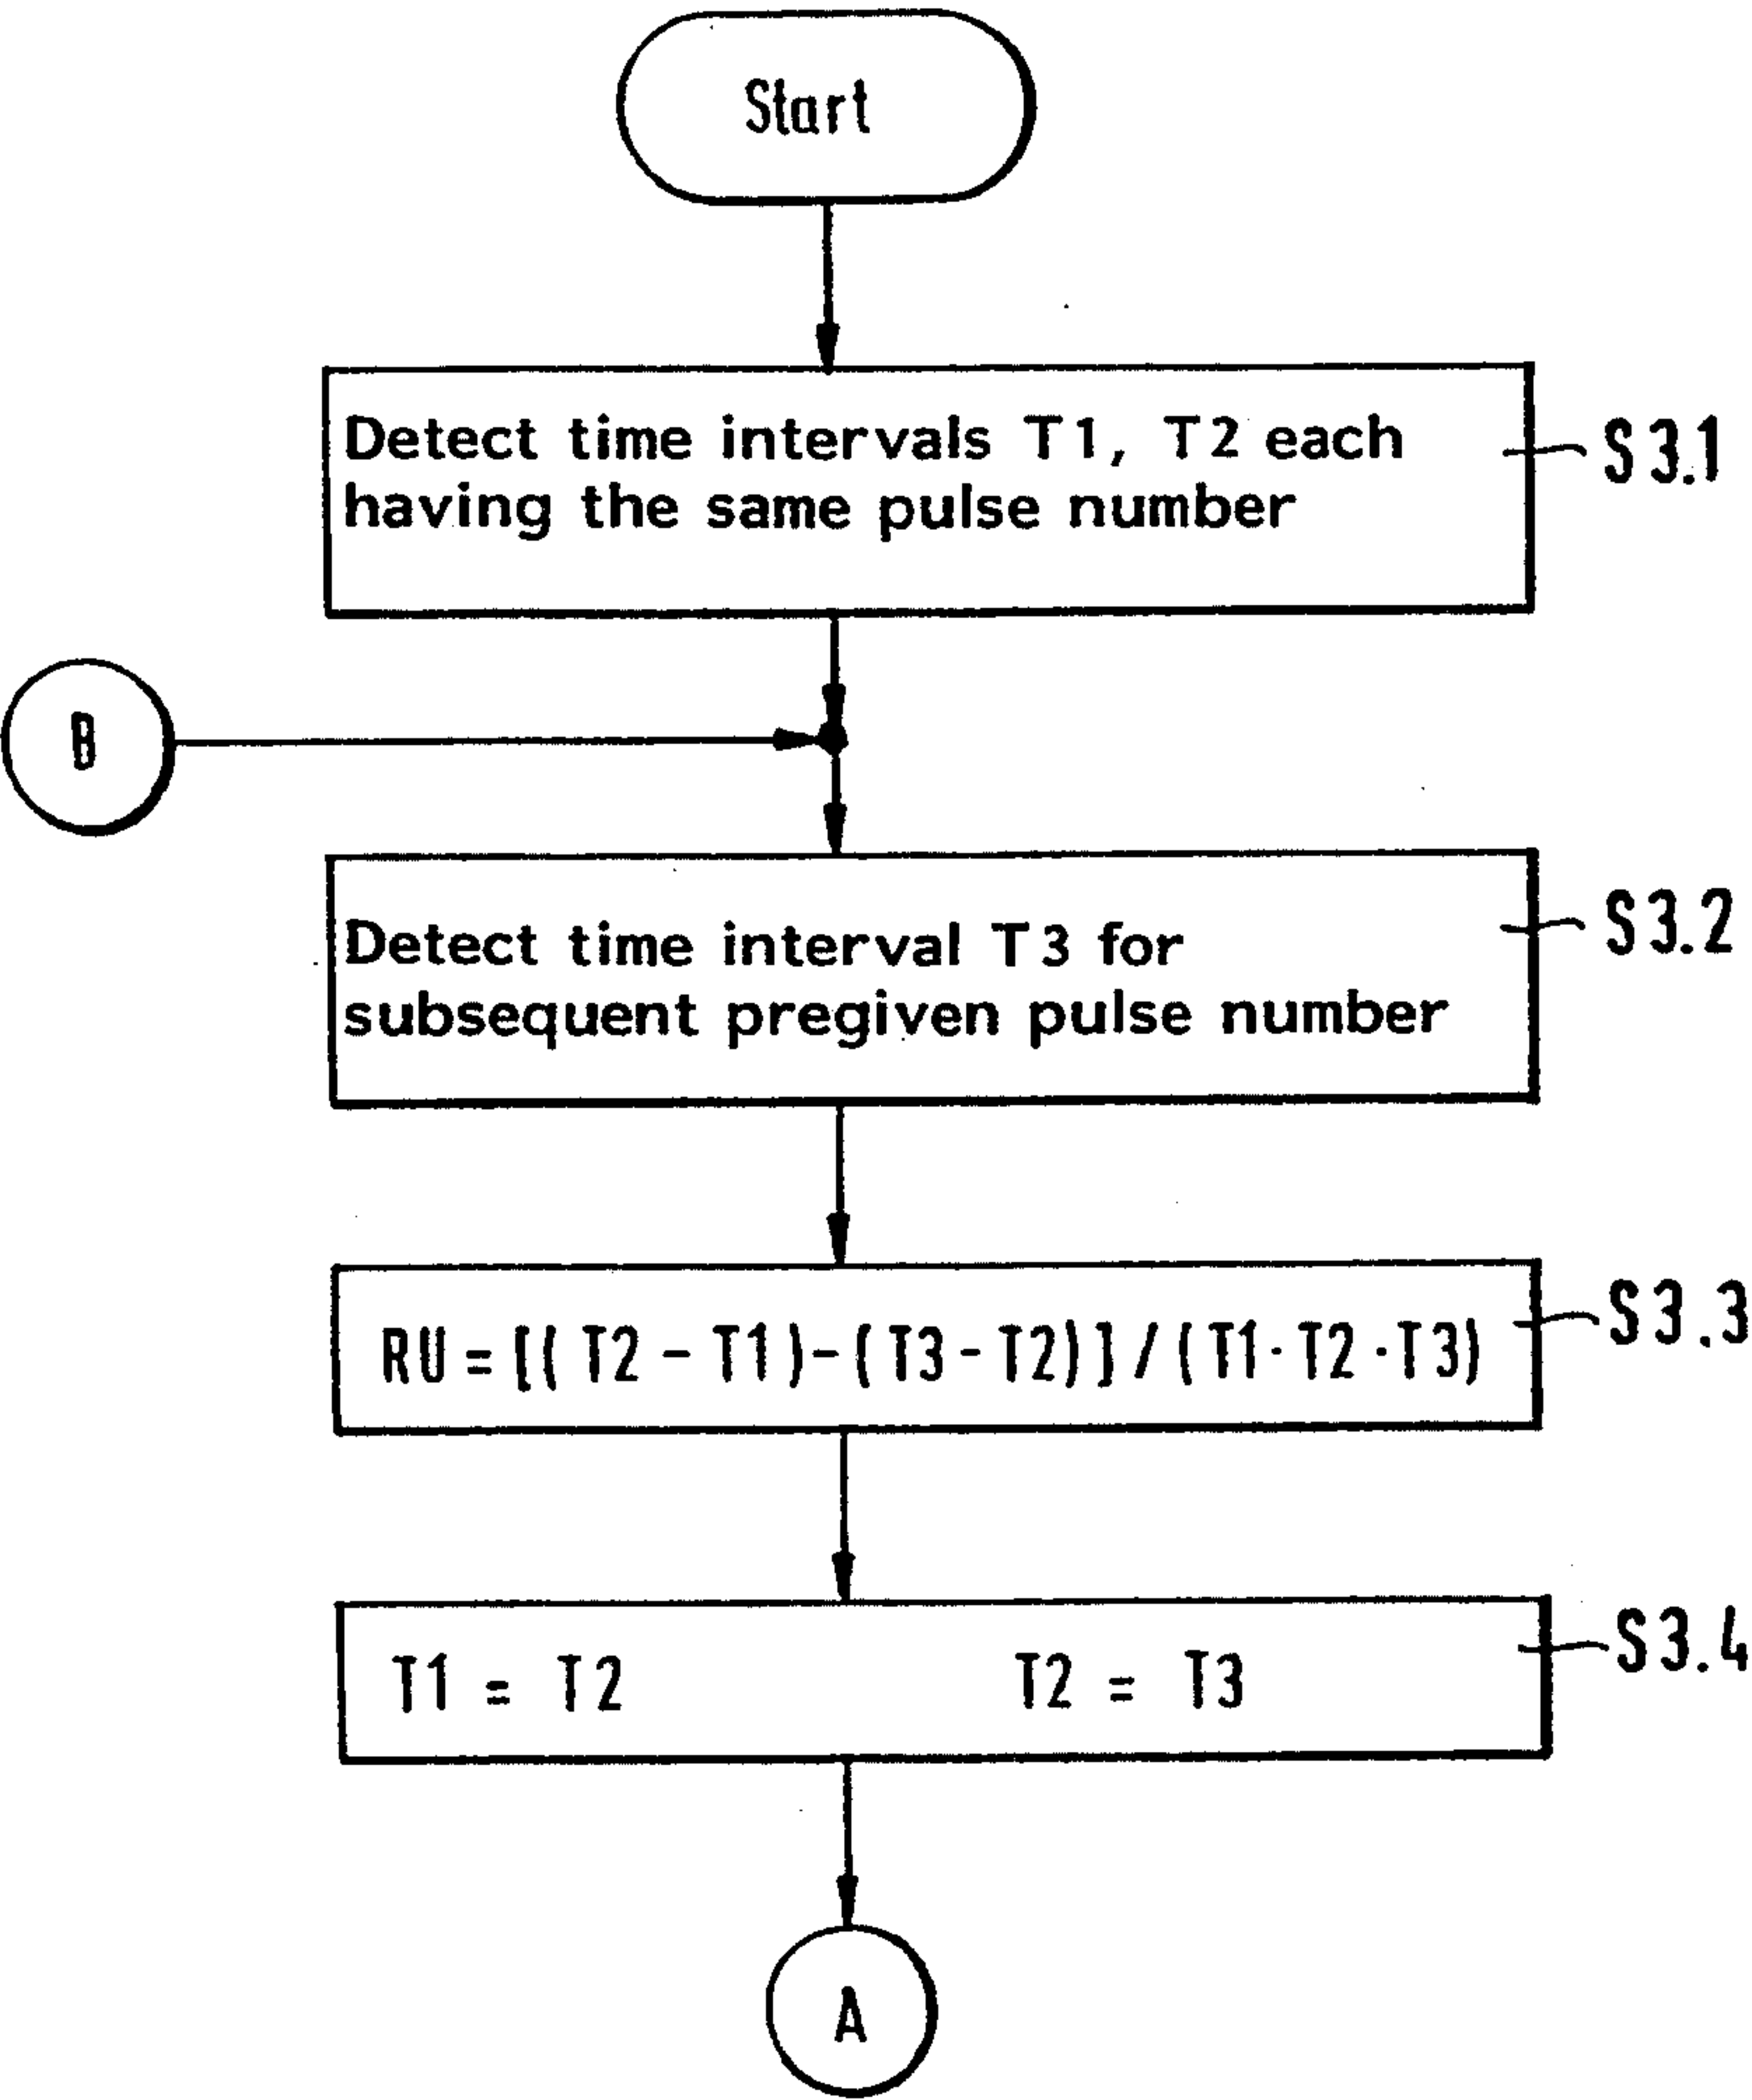 Start
Detect time intervals T1, T2 each
having the same pulse number
S3.1
B
Detect time interval T3 for
subsequent pregiven pulse number
S3.2
RU = [( T2 - T1 ) - ( T3 - T2 )] / ( T1 · T2 · T3 )
S3.3
T1 = T2 T2 = T3
S3.4
A